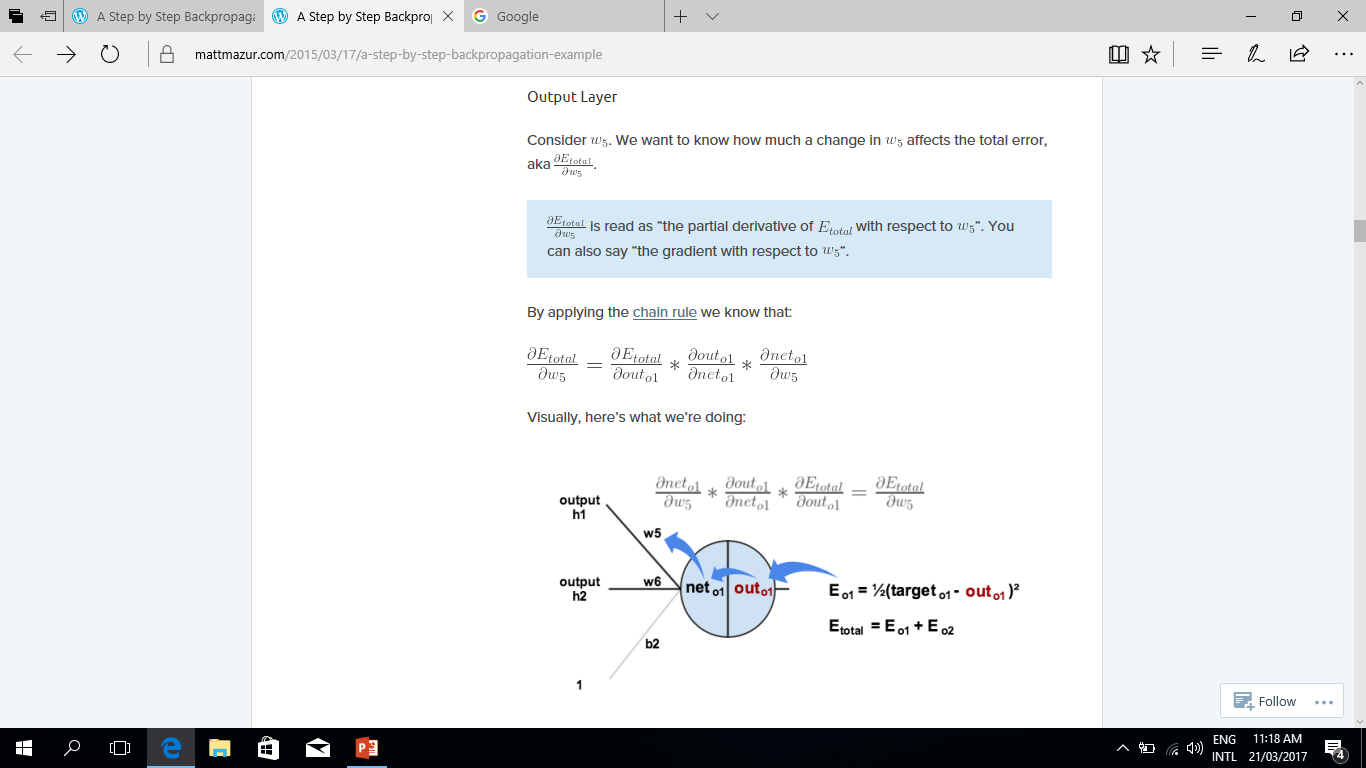 A Step by Step Backpropaga
A Step by Step Backpro
Google
mattmazur.com/2015/03/17/a-step-by-step-backpropagation-example
Output Layer
Consider w5. We want to know how much a change in w5 affects the total error,
aka ∂Etotal/∂w5.
∂Etotal/∂w5 is read as “the partial derivative of Etotal with respect to w5“. You
can also say “the gradient with respect to w5“.
By applying the chain rule we know that:
∂Etotal/∂w5 = ∂Etotal/∂outo1 * ∂outo1/∂neto1 * ∂neto1/∂w5
Visually, here’s what we’re doing:
∂neto1/∂w5 * ∂outo1/∂neto1 * ∂Etotal/∂outo1 = ∂Etotal/∂w5
output
h1
w5
output
h2
w6
net o1
outo1
E o1 = ½(target o1 - out o1 )²
Etotal = E o1 + E o2
b2
1
Follow
ENG
INTL
11:18 AM
21/03/2017
4